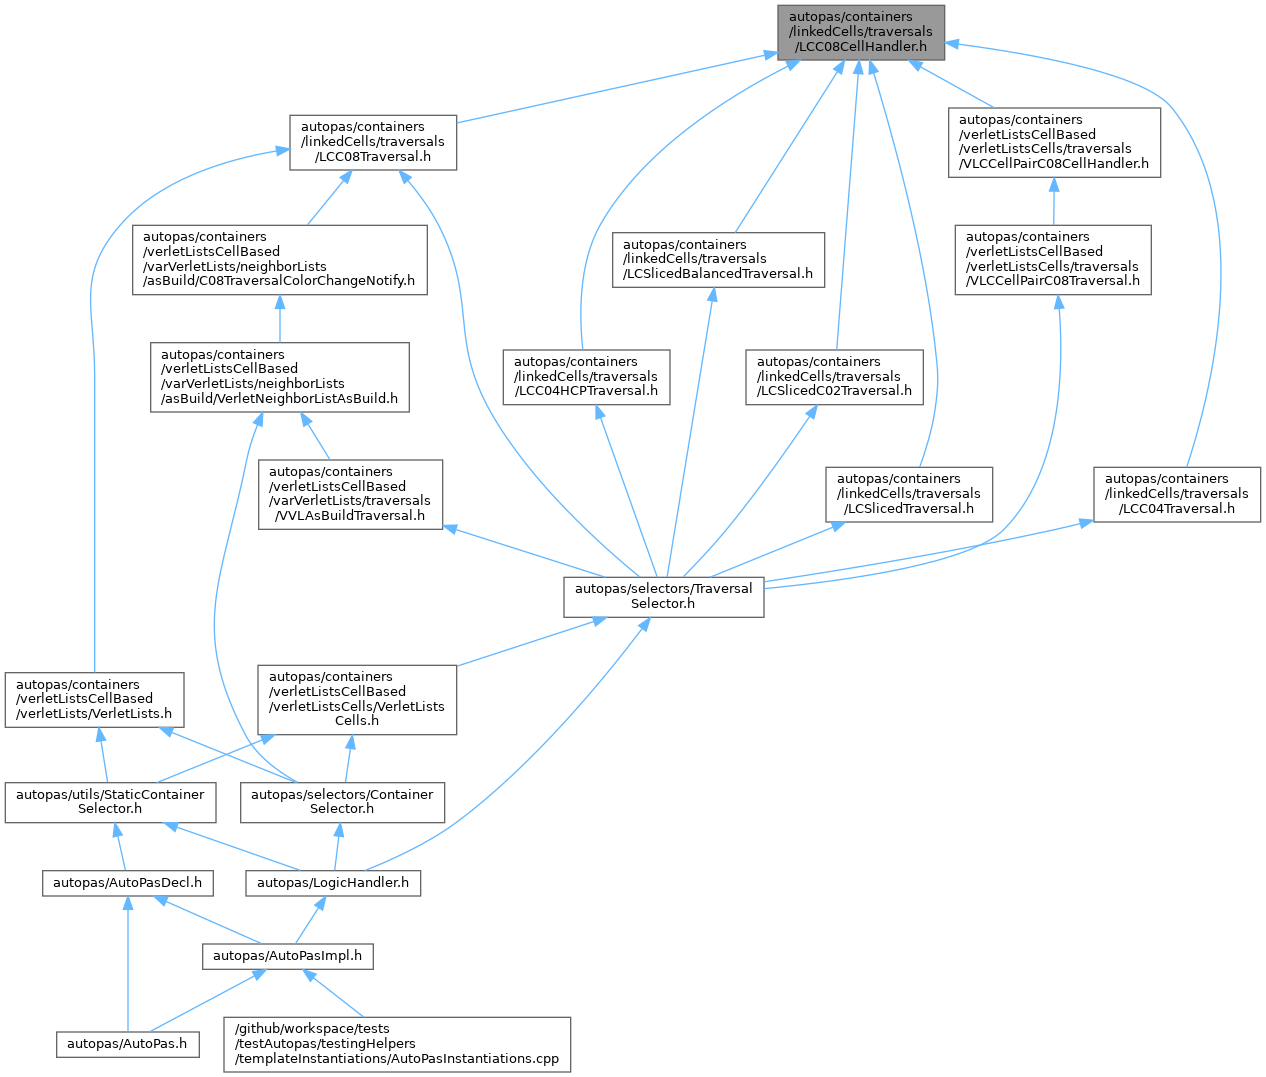 autopas/containers
/linkedCells/traversals
/LCC08CellHandler.h
autopas/containers
/linkedCells/traversals
/LCC08Traversal.h
autopas/containers
/verletListsCellBased
/verletListsCells/traversals
/VLCCellPairC08CellHandler.h
autopas/containers
/verletListsCellBased
/varVerletLists/neighborLists
/asBuild/C08TraversalColorChangeNotify.h
autopas/containers
/linkedCells/traversals
/LCSlicedBalancedTraversal.h
autopas/containers
/verletListsCellBased
/verletListsCells/traversals
/VLCCellPairC08Traversal.h
autopas/containers
/verletListsCellBased
/varVerletLists/neighborLists
/asBuild/VerletNeighborListAsBuild.h
autopas/containers
/linkedCells/traversals
/LCC04HCPTraversal.h
autopas/containers
/linkedCells/traversals
/LCSlicedC02Traversal.h
autopas/containers
/verletListsCellBased
/varVerletLists/traversals
/VVLAsBuildTraversal.h
autopas/containers
/linkedCells/traversals
/LCSlicedTraversal.h
autopas/containers
/linkedCells/traversals
/LCC04Traversal.h
autopas/selectors/Traversal
Selector.h
autopas/containers
/verletListsCellBased
/verletLists/VerletLists.h
autopas/containers
/verletListsCellBased
/verletListsCells/VerletLists
Cells.h
autopas/utils/StaticContainer
Selector.h
autopas/selectors/Container
Selector.h
autopas/AutoPasDecl.h
autopas/LogicHandler.h
autopas/AutoPasImpl.h
autopas/AutoPas.h
/github/workspace/tests
/testAutopas/testingHelpers
/templateInstantiations/AutoPasInstantiations.cpp